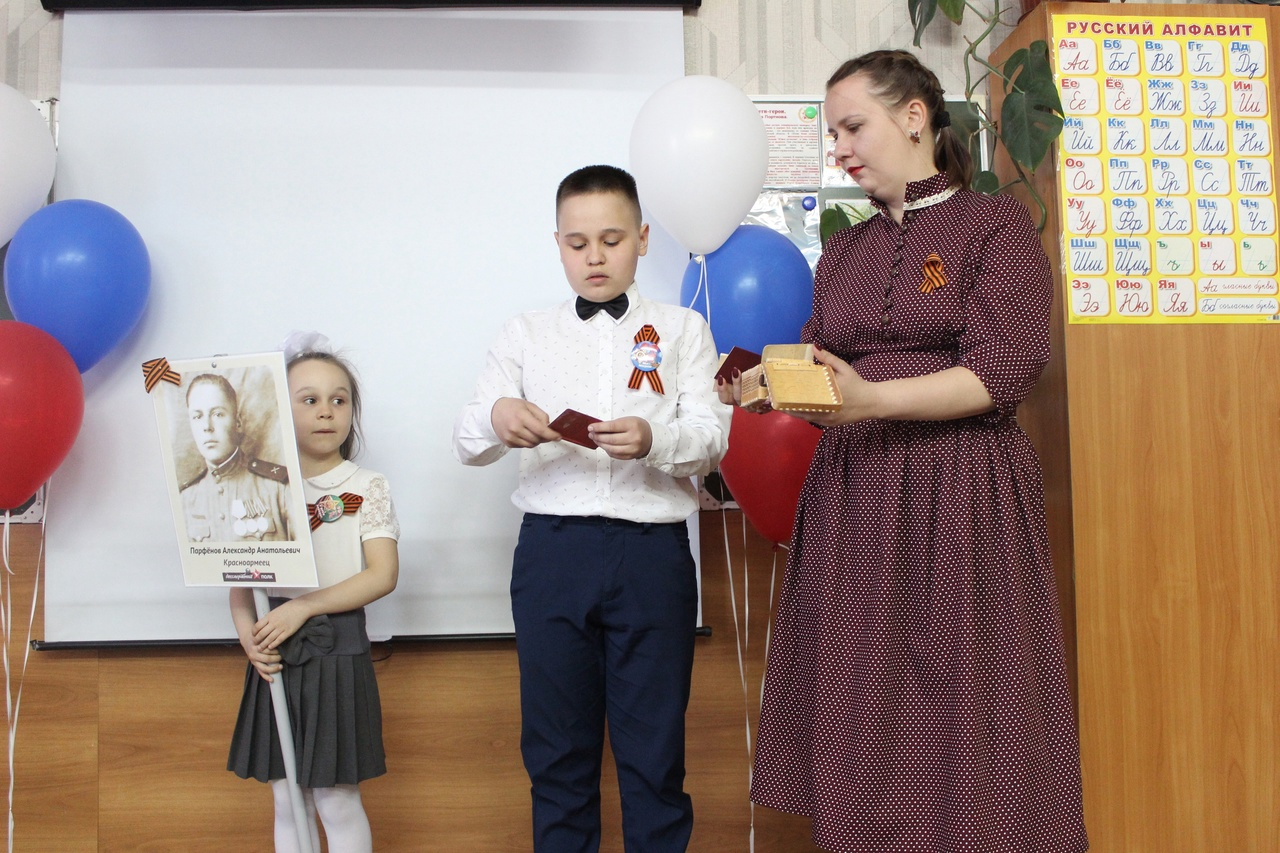 Парфёнов Александр Анатольевич
Красноармеец
бессмертный полк
РУССКИЙ АЛФАВИТ
Аа Бб Вв Гг Дд
Аа Бб Вв Гг Дд
Ее Ёё Жж Зз Ии
Ее Ёё Жж Зз Ии
Йй Кк Лл Мм Нн
Йй Кк Лл Мм Нн
Оо Пп Рр Сс Тт
Оо Пп Рр Сс Тт
Уу Фф Хх Цц Чч
Уу Фф Хх Цц Чч
Шш Щщ ъ ы ь
Шш Щщ ъ ы ь
Ээ Юю Яя
Ээ Юю Яя
Аа гласные буквы
Бб согласные буквы